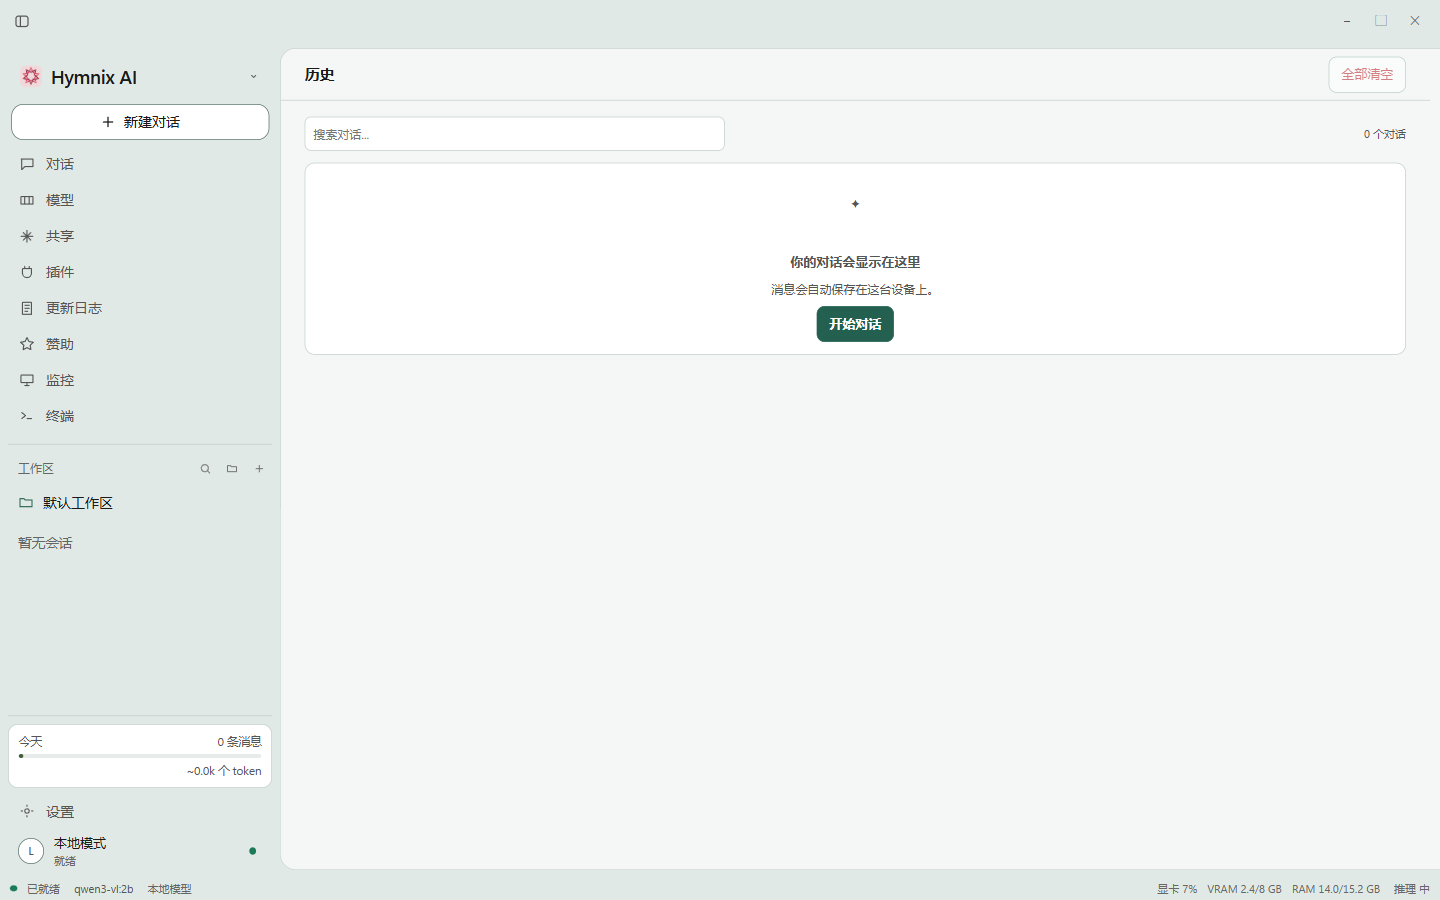 Hymnix AI
新建对话
对话
模型
共享
插件
更新日志
赞助
监控
终端
工作区
默认工作区
暂无会话
今天 0 条消息
~0.0k 个 token
设置
L 本地模式
就绪
历史 全部清空
搜索对话... 0 个对话
你的对话会显示在这里
消息会自动保存在这台设备上。
开始对话
已就绪 qwen3-vl:2b 本地模型 显卡 7% VRAM 2.4/8 GB RAM 14.0/15.2 GB 推理 中